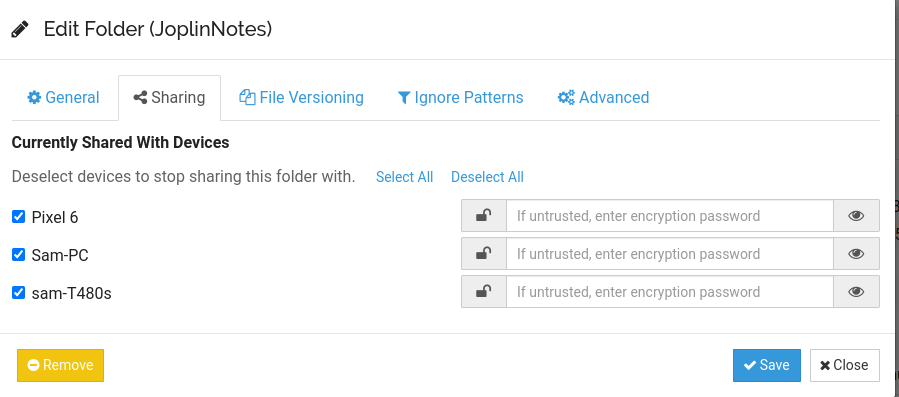 Edit Folder (JoplinNotes)
General Sharing File Versioning Ignore Patterns Advanced
Currently Shared With Devices
Deselect devices to stop sharing this folder with. Select All Deselect All
Pixel 6 If untrusted, enter encryption password
Sam-PC If untrusted, enter encryption password
sam-T480s If untrusted, enter encryption password
Remove Save Close